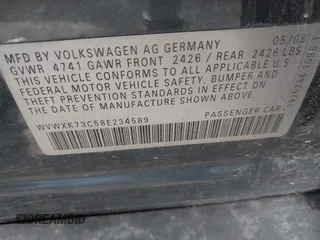 MFD BY VOLKSWAGEN AG GERMANY 05/08
GVWR 4741 GAWR FRONT 2426 / REAR 2426 LBS
THIS VEHICLE CONFORMS TO ALL APPLICABLE
FEDERAL MOTOR VEHICLE SAFETY, BUMPER AND
THEFT PREVENTION STANDARDS IN EFFECT ON THE
DATE OF MANUFACTURE SHOWN ABOVE.
WVWXK73C58E234589 PASSENGER CAR
DREAMBID